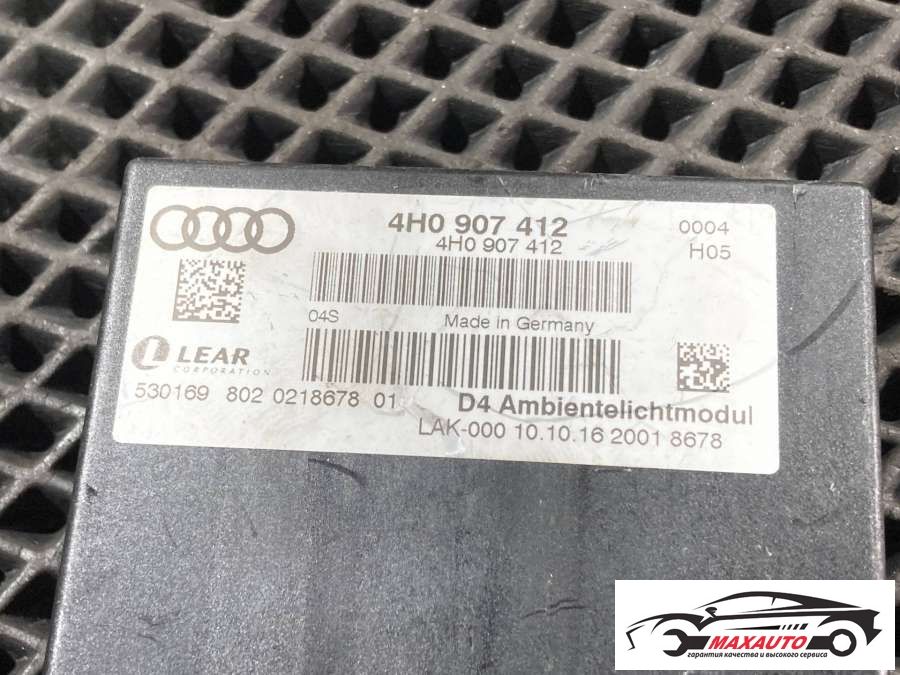 4H0 907 412
4H0 907 412
0004
H05
04S
Made in Germany
LEAR
CORPORATION
530169 802 0218678 01
D4 Ambientelichtmodul
LAK-000 10.10.16 2001 8678
MAXAUTO
гарантия качества и высокого сервиса